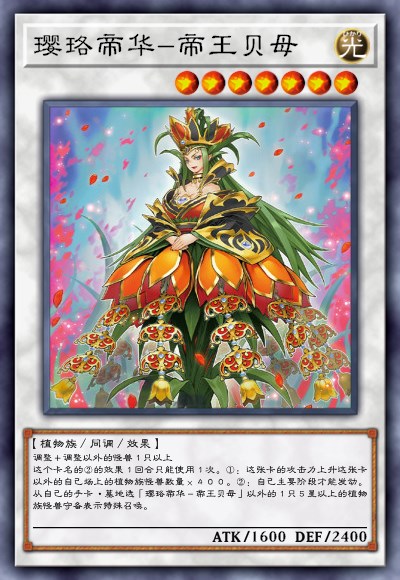 璎珞帝华-帝王贝母
ひかり
光
【植物族／同调／效果】
调整＋调整以外的怪兽1只以上
这个卡名的②的效果1回合只能使用1次。①：这张卡的攻击力上升这张卡
以外的自己场上的植物族怪兽数量×400。②：自己主要阶段才能发动。
从自己的手卡·墓地选「璎珞帝华-帝王贝母」以外的1只5星以上的植物
族怪兽守备表示特殊召唤。
ATK/1600 DEF/2400